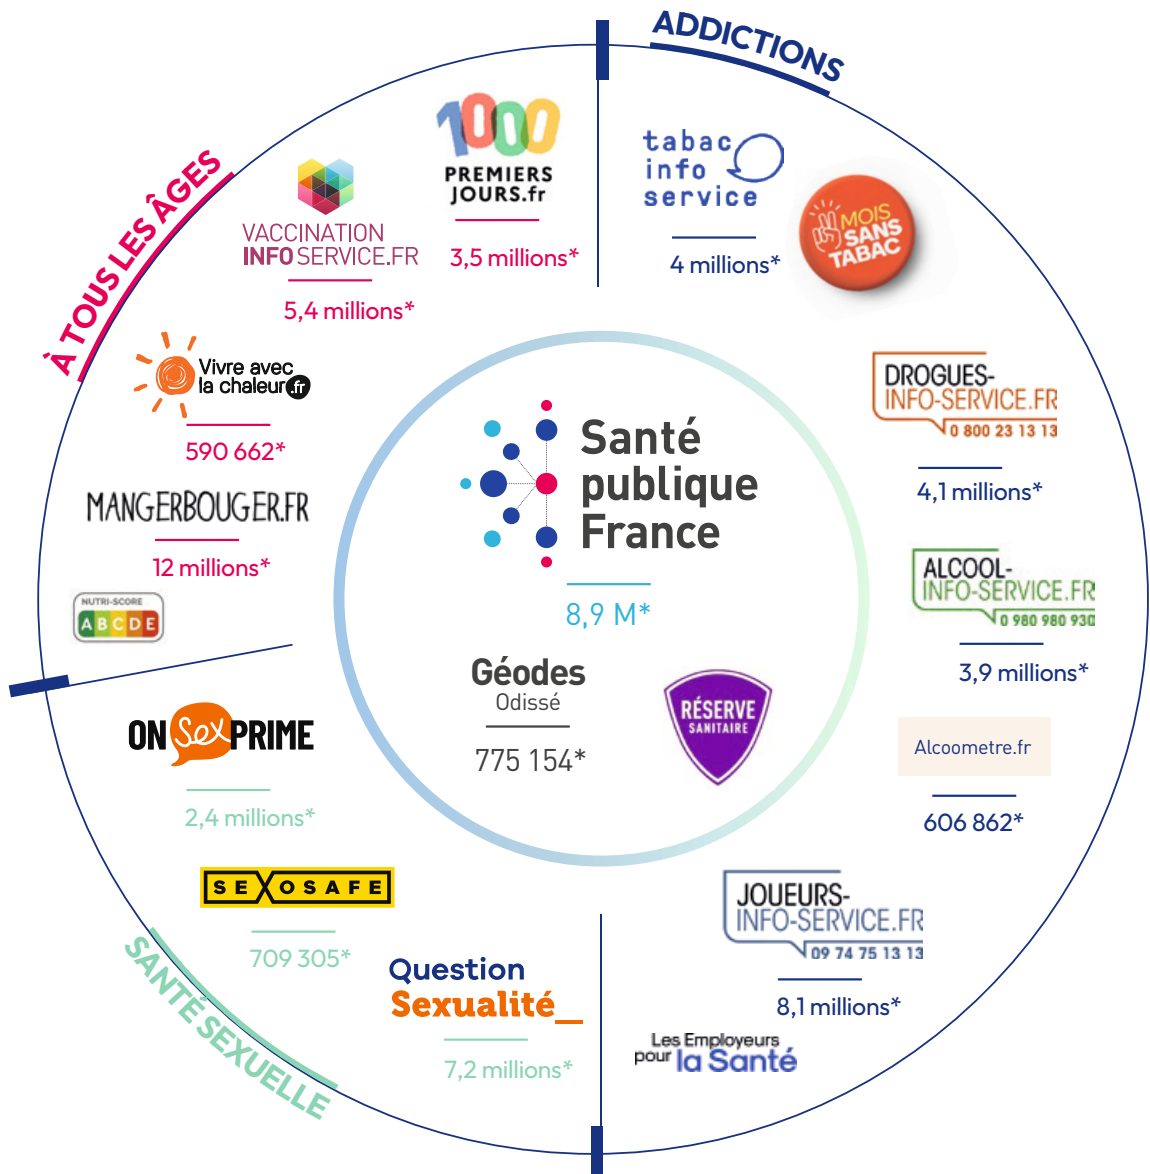 ADDICTIONS
tabac
info
service
4 millions*
MOIS
SANS
TABAC
DROGUES-
INFO-SERVICE.FR
0 800 23 13 13
4,1 millions*
ALCOOL-
INFO-SERVICE.FR
0 980 980 930
3,9 millions*
Alcoometre.fr
606 862*
JOUEURS-
INFO-SERVICE.FR
09 74 75 13 13
8,1 millions*
Les Employeurs
pour la Santé
À TOUS LES ÂGES
1000
PREMIERS
JOURS.fr
3,5 millions*
VACCINATION
INFO SERVICE.FR
5,4 millions*
Vivre avec
la chaleur.fr
590 662*
MANGERBOUGER.FR
12 millions*
NUTRI-SCORE
A B C D E
SANTÉ SEXUELLE
ON Sex PRIME
2,4 millions*
SEXOSAFE
709 305*
Question
Sexualité_
7,2 millions*
Santé
publique
France
8,9 M*
Géodes
Odissé
775 154*
RÉSERVE
SANITAIRE